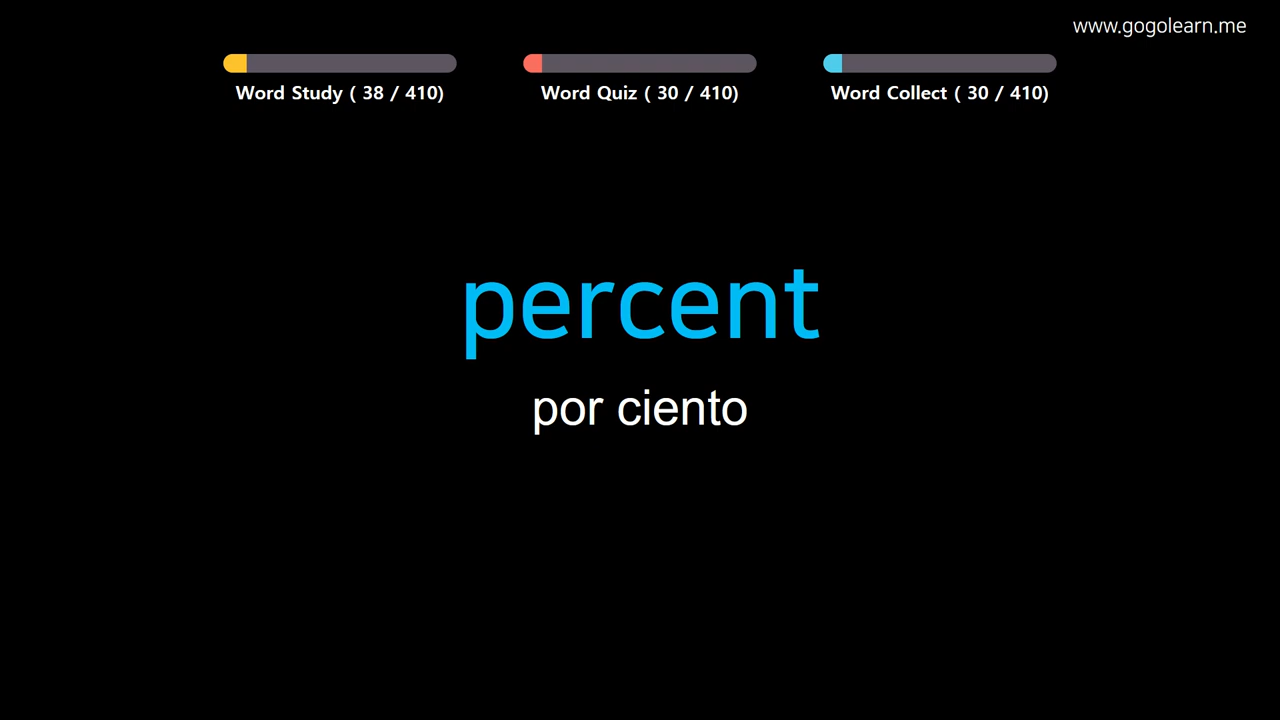 www.gogolearn.me
Word Study ( 38 / 410)
Word Quiz ( 30 / 410)
Word Collect ( 30 / 410)
percent
por ciento